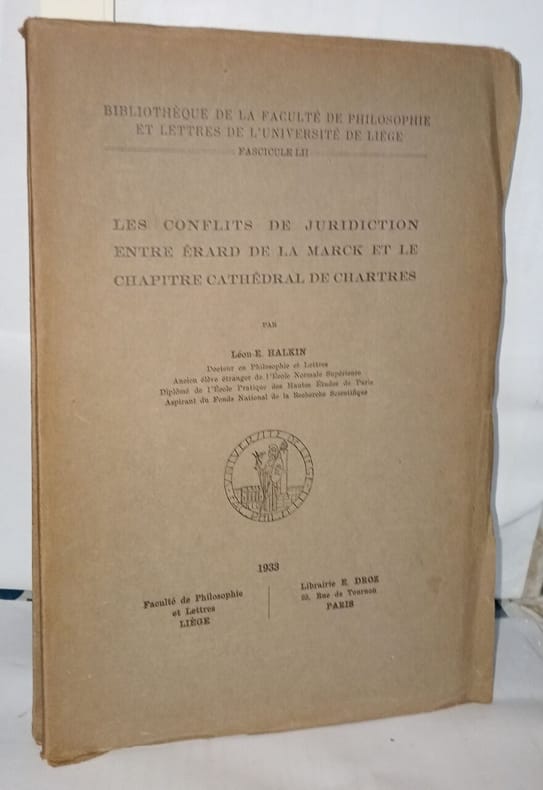 BIBLIOTHÈQUE DE LA FACULTÉ DE PHILOSOPHIE
ET LETTRES DE L'UNIVERSITÉ DE LIÈGE
FASCICULE LII
LES CONFLITS DE JURIDICTION
ENTRE ÉRARD DE LA MARCK ET LE
CHAPITRE CATHÉDRAL DE CHARTRES
PAR
Léon-E. HALKIN
Docteur en Philosophie et Lettres
Ancien élève étranger de l'École Normale Supérieure
Diplômé de l'École Pratique des Hautes Études de Paris
Aspirant du Fonds National de la Recherche Scientifique
UNIVERSITÉ DE LIÈGE
1933
Faculté de Philosophie
et Lettres
LIÈGE
Librairie E. DROZ
Rue de Tournon
PARIS